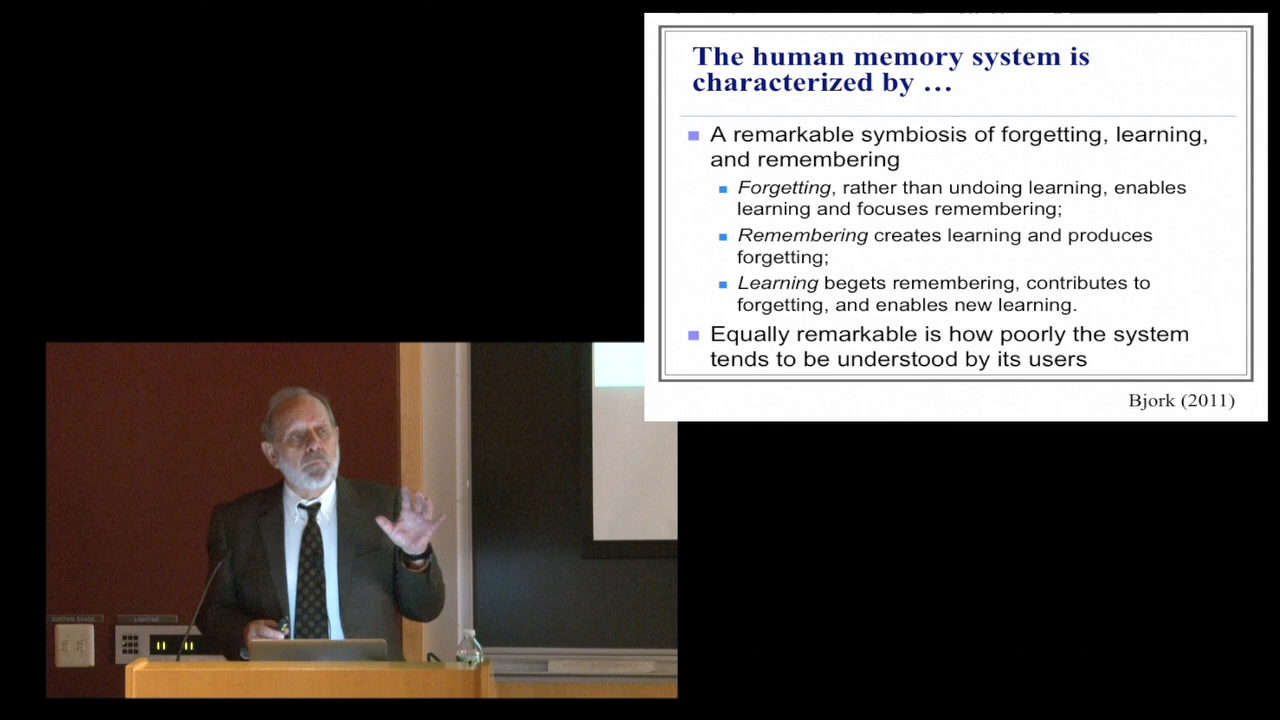 The human memory system is
characterized by …
A remarkable symbiosis of forgetting, learning,
and remembering
Forgetting, rather than undoing learning, enables
learning and focuses remembering;
Remembering creates learning and produces
forgetting;
Learning begets remembering, contributes to
forgetting, and enables new learning.
Equally remarkable is how poorly the system
tends to be understood by its users
Bjork (2011)
LIGHTING